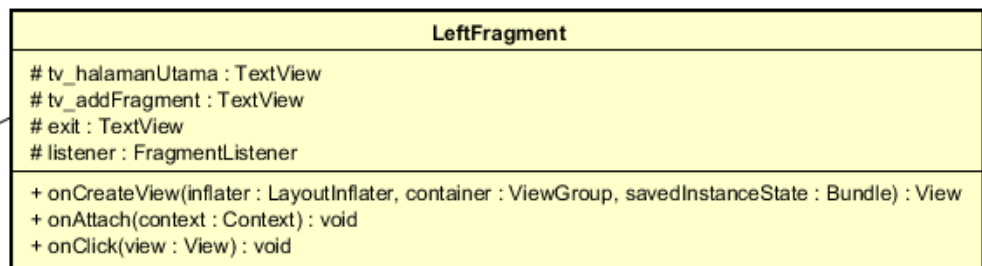 LeftFragment
# tv_halamanUtama : TextView
# tv_addFragment : TextView
# exit : TextView
# listener : FragmentListener
+ onCreateView(inflater : LayoutInflater, container : ViewGroup, savedInstanceState : Bundle) : View
+ onAttach(context : Context) : void
+ onClick(view : View) : void